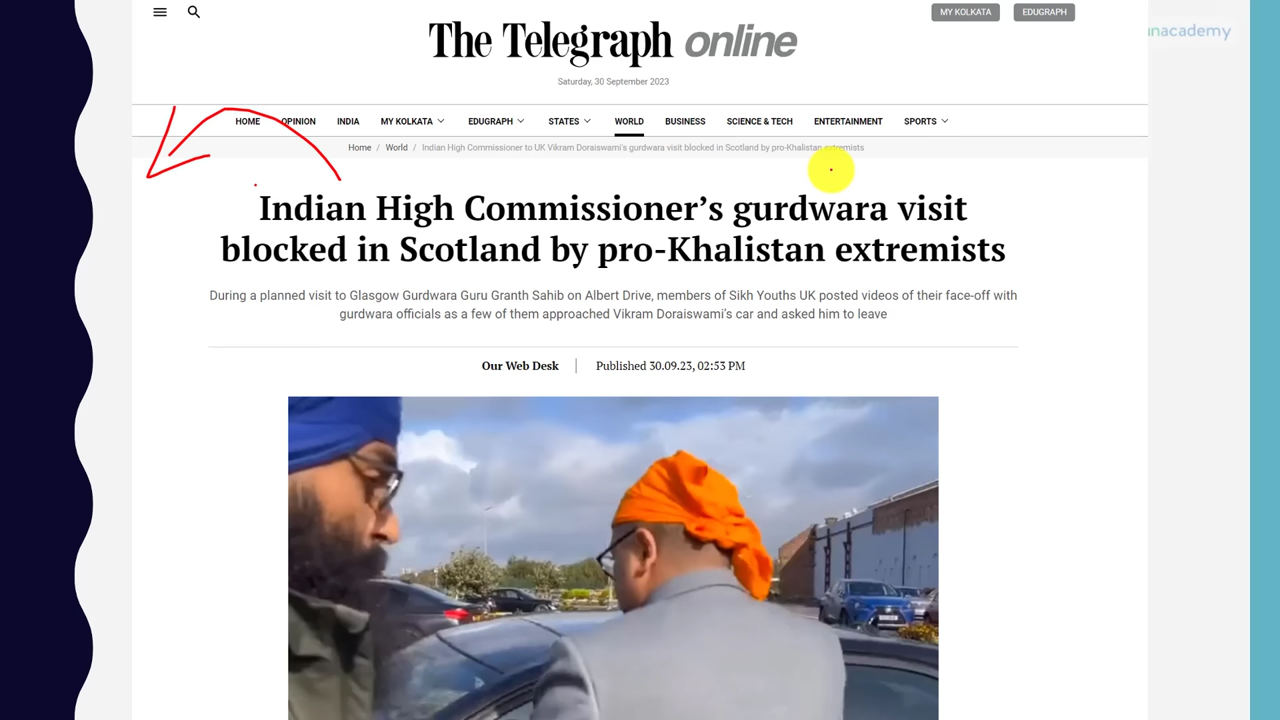 MY KOLKATA EDUGRAPH
The Telegraph online
unacademy
Saturday, 30 September 2023
HOME OPINION INDIA MY KOLKATA EDUGRAPH STATES WORLD BUSINESS SCIENCE & TECH ENTERTAINMENT SPORTS
Home / World / Indian High Commissioner to UK Vikram Doraiswami's gurdwara visit blocked in Scotland by pro-Khalistan extremists
Indian High Commissioner’s gurdwara visit
blocked in Scotland by pro-Khalistan extremists
During a planned visit to Glasgow Gurdwara Guru Granth Sahib on Albert Drive, members of Sikh Youths UK posted videos of their face-off with
gurdwara officials as a few of them approached Vikram Doraiswami’s car and asked him to leave
Our Web Desk | Published 30.09.23, 02:53 PM